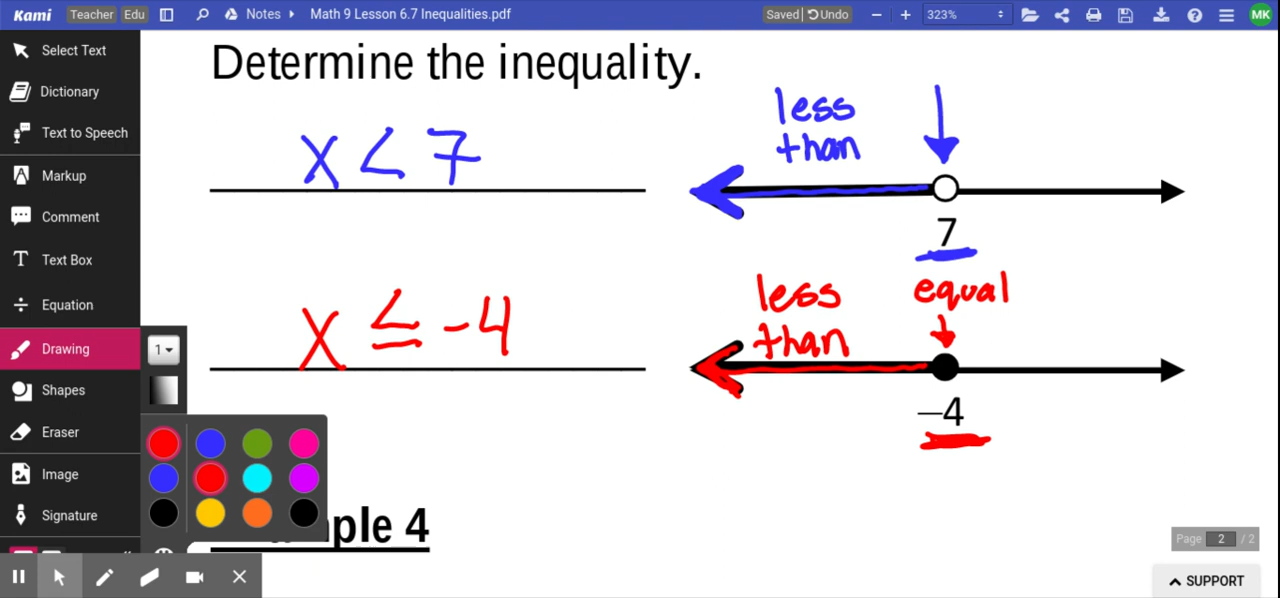 Kami Teacher Edu Notes Math 9 Lesson 6.7 Inequalities.pdf Saved Undo − + 323% MK
Select Text
Dictionary
Text to Speech
Markup
Comment
Text Box
Equation
Drawing
Shapes
Eraser
Image
Signature
1
Determine the inequality.
x < 7
less
than
7
x ≤ -4
less
than
equal
−4
ple 4
Page 2 / 2
SUPPORT